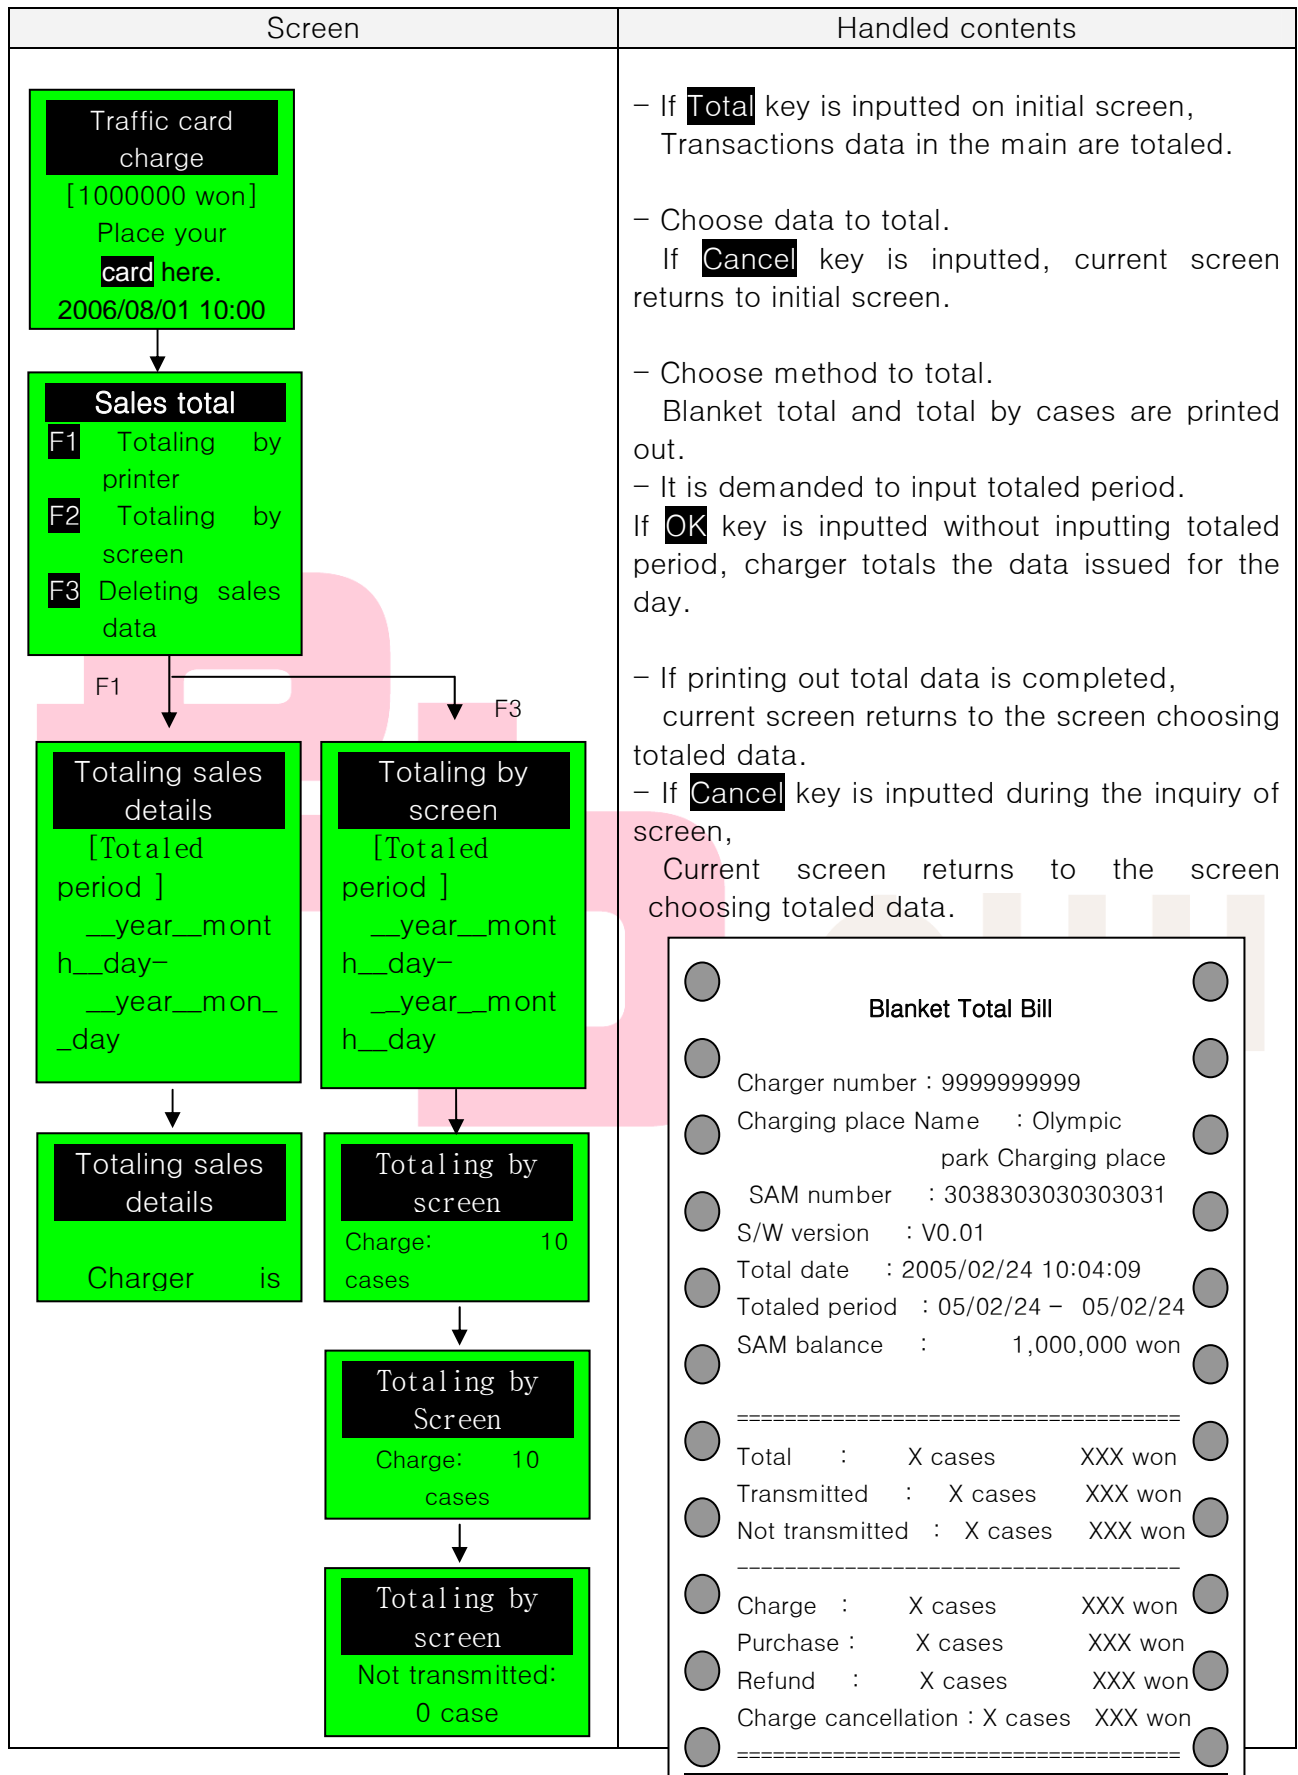 Screen
Handled contents
Traffic card
charge
[1000000 won]
Place your
card here.
2006/08/01 10:00
Sales total
F1 Totaling by
printer
F2 Totaling by
screen
F3 Deleting sales
data
F1
F3
Totaling sales
details
[Totaled
period ]
__year__mont
h__day-
__year__mon_
_day
Totaling by
screen
[Totaled
period ]
__year__mont
h__day-
__year__mont
h__day
Totaling sales
details
Charger is
Totaling by
screen
Charge: 10
cases
Totaling by
Screen
Charge: 10
cases
Totaling by
screen
Not transmitted:
0 case
- If Total key is inputted on initial screen,
Transactions data in the main are totaled.
- Choose data to total.
If Cancel key is inputted, current screen
returns to initial screen.
- Choose method to total.
Blanket total and total by cases are printed
out.
- It is demanded to input totaled period.
If OK key is inputted without inputting totaled
period, charger totals the data issued for the
day.
- If printing out total data is completed,
current screen returns to the screen choosing
totaled data.
- If Cancel key is inputted during the inquiry of
screen,
Current screen returns to the screen
choosing totaled data.
Blanket Total Bill
Charger number : 9999999999
Charging place Name : Olympic
park Charging place
SAM number : 3038303030303031
S/W version : V0.01
Total date : 2005/02/24 10:04:09
Totaled period : 05/02/24 - 05/02/24
SAM balance : 1,000,000 won
=====================================
Total : X cases XXX won
Transmitted : X cases XXX won
Not transmitted : X cases XXX won
-------------------------------------
Charge : X cases XXX won
Purchase : X cases XXX won
Refund : X cases XXX won
Charge cancellation : X cases XXX won
=====================================